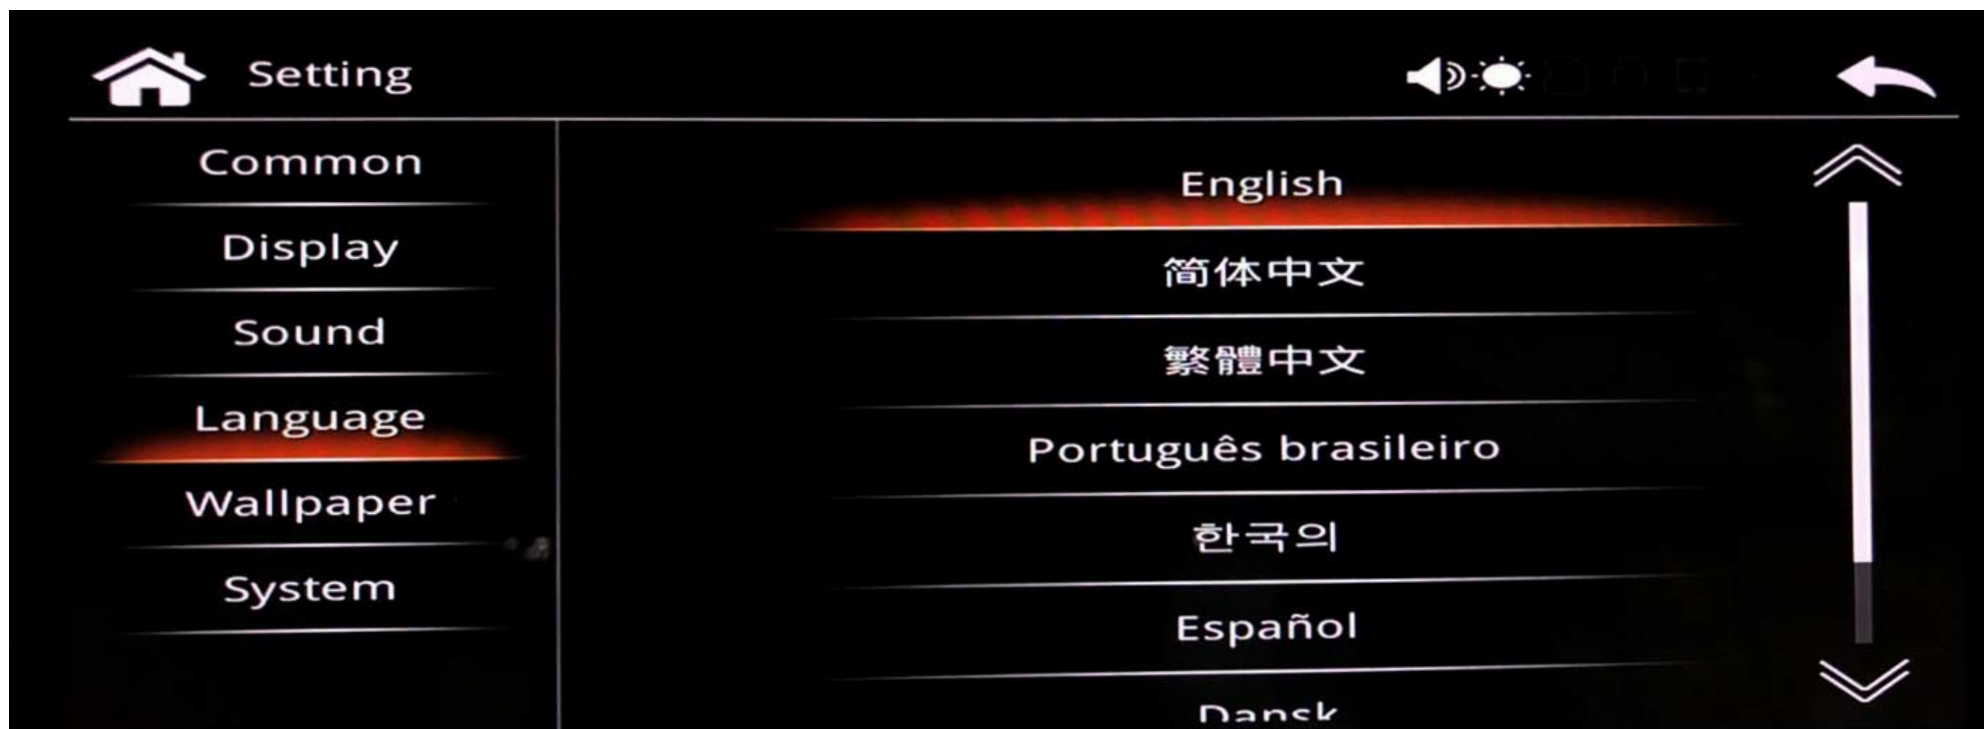 Setting
Common
Display
Sound
Language
Wallpaper
System
English
简体中文
繁體中文
Português brasileiro
한국의
Español
Dansk